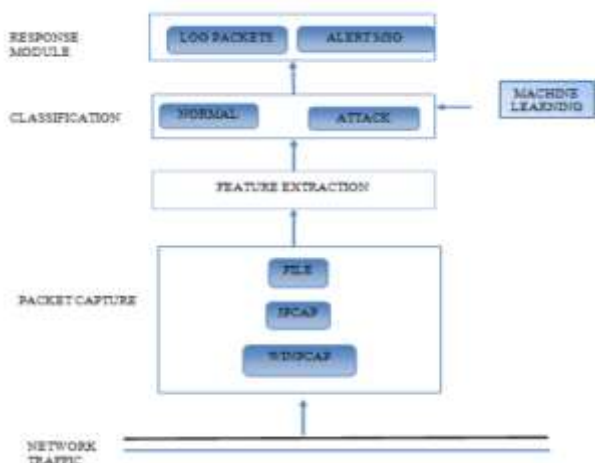 RESPONSE
MODULE
LOG PACKETS
ALERT MSG
CLASSIFICATION
NORMAL
ATTACK
MACHINE
LEARNING
FEATURE EXTRACTION
PACKET CAPTURE
FILE
JPCAP
WINPCAP
NETWORK
TRAFFIC